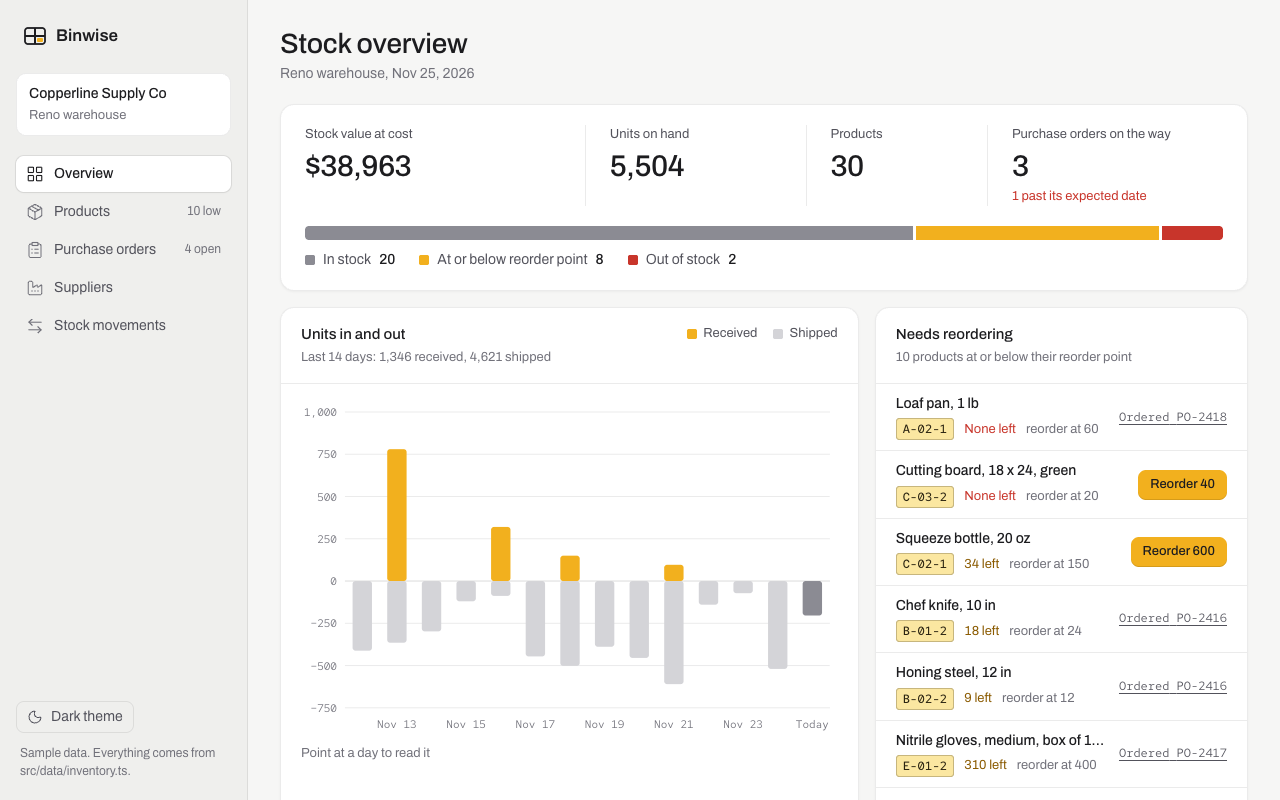 Binwise
Copperline Supply Co
Reno warehouse
Overview
Products 10 low
Purchase orders 4 open
Suppliers
Stock movements
Dark theme
Sample data. Everything comes from
src/data/inventory.ts.
Stock overview
Reno warehouse, Nov 25, 2026
Stock value at cost
$38,963
Units on hand
5,504
Products
30
Purchase orders on the way
3
1 past its expected date
In stock 20 At or below reorder point 8 Out of stock 2
Units in and out
Last 14 days: 1,346 received, 4,621 shipped
Received Shipped
1,000
750
500
250
0
−250
−500
−750
Nov 13 Nov 15 Nov 17 Nov 19 Nov 21 Nov 23 Today
Point at a day to read it
Needs reordering
10 products at or below their reorder point
Loaf pan, 1 lb
A-02-1 None left reorder at 60
Ordered PO-2418
Cutting board, 18 x 24, green
C-03-2 None left reorder at 20
Reorder 40
Squeeze bottle, 20 oz
C-02-1 34 left reorder at 150
Reorder 600
Chef knife, 10 in
B-01-2 18 left reorder at 24
Ordered PO-2416
Honing steel, 12 in
B-02-2 9 left reorder at 12
Ordered PO-2416
Nitrile gloves, medium, box of 1…
E-01-2 310 left reorder at 400
Ordered PO-2417